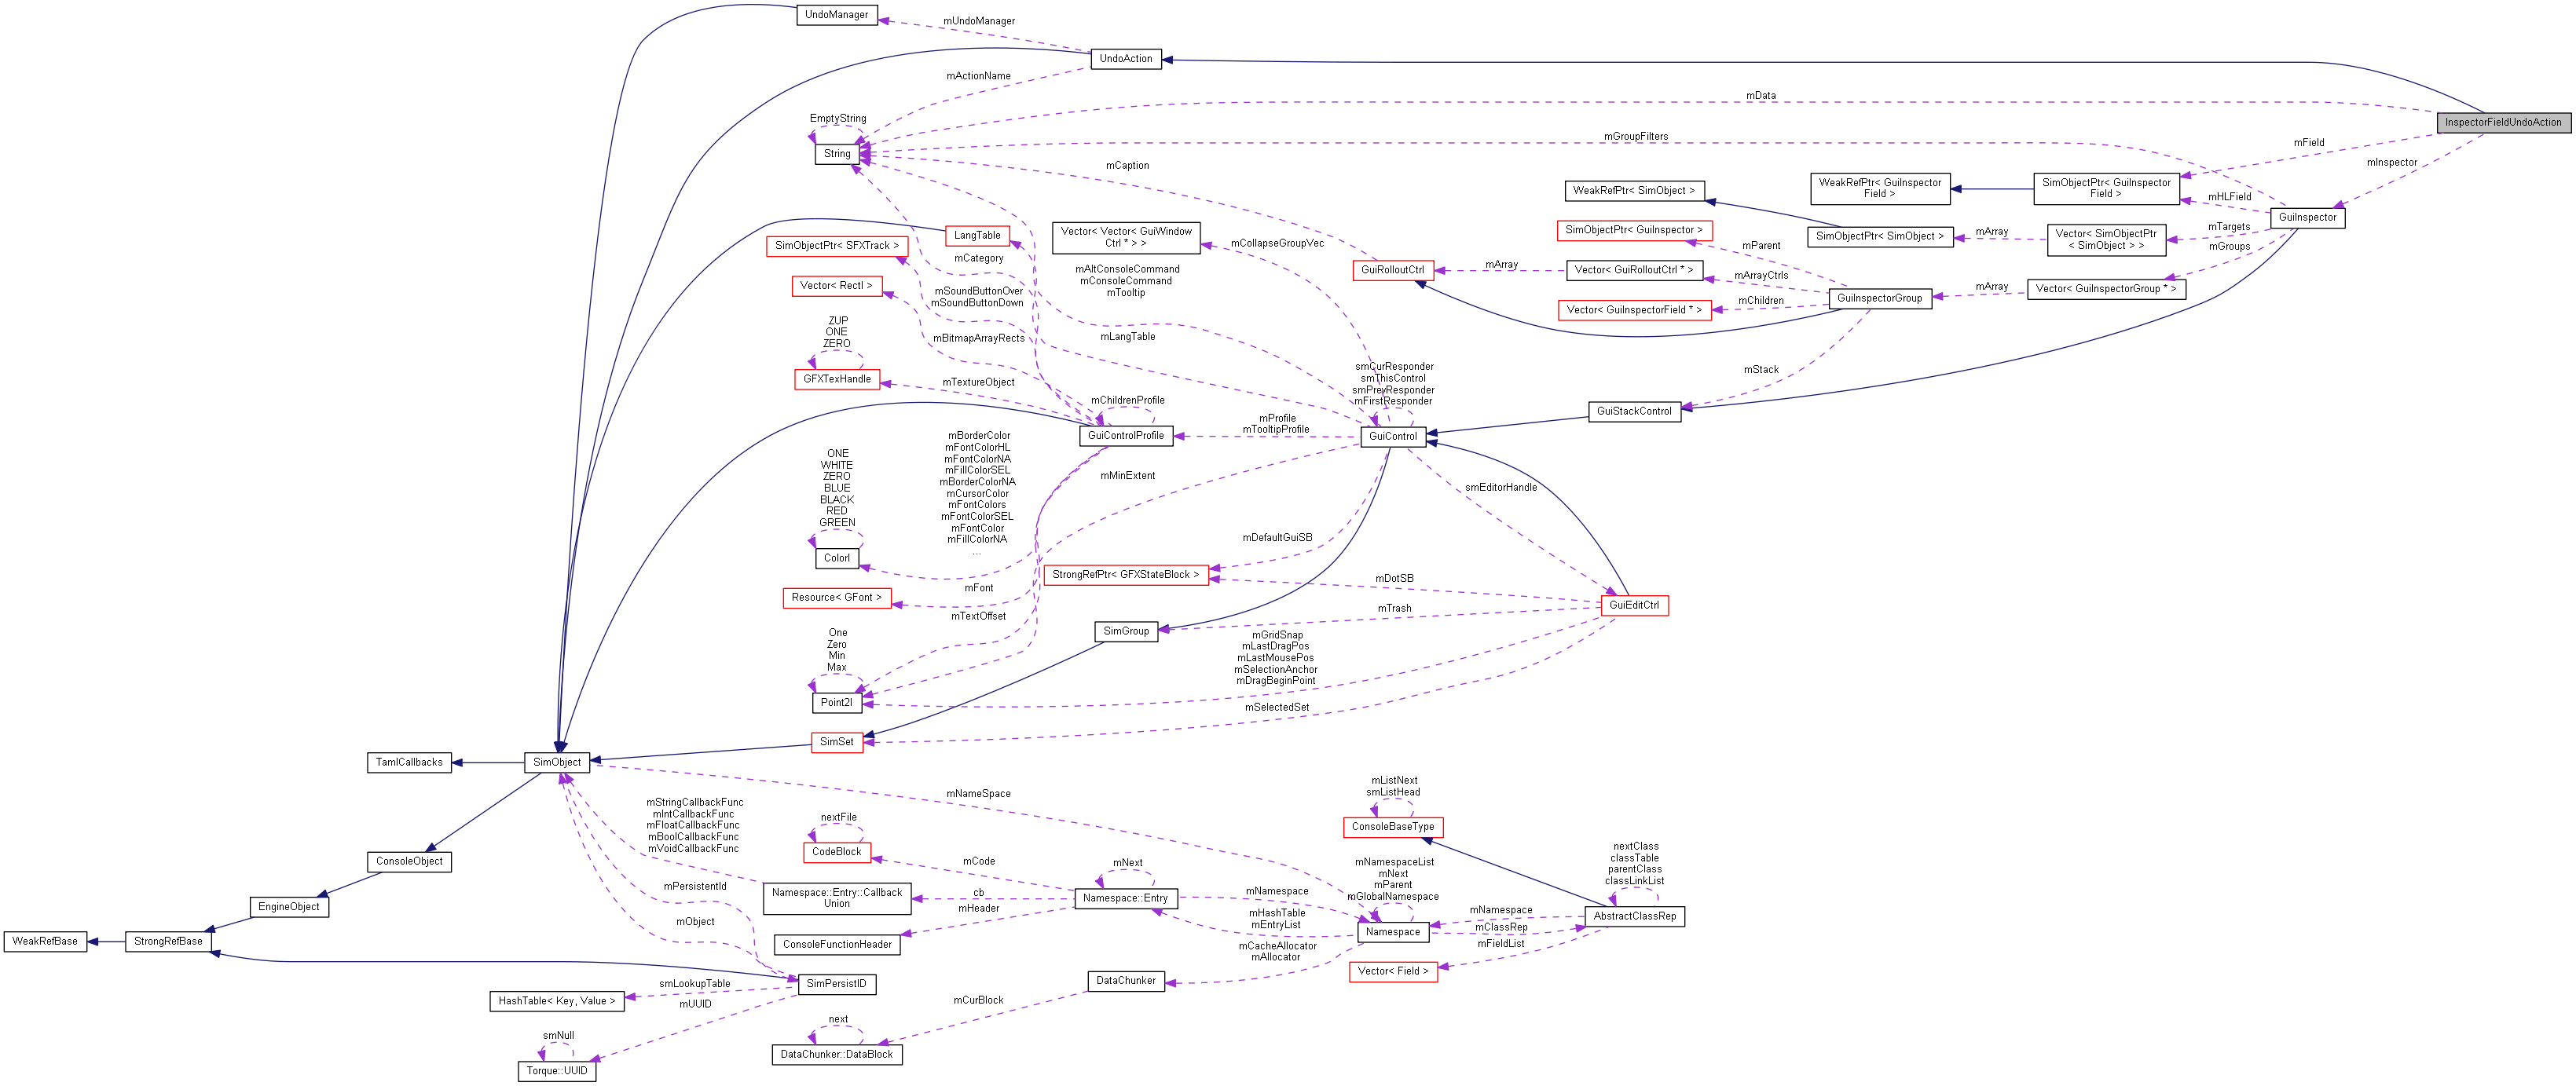 UndoManager
mUndoManager
UndoAction
mActionName
mData
InspectorFieldUndoAction
EmptyString
String
mGroupFilters
mField
mInspector
mCaption
WeakRefPtr< SimObject >
WeakRefPtr< GuiInspector
Field >
SimObjectPtr< GuiInspector
Field >
mHLField
GuiInspector
LangTable
SimObjectPtr< SFXTrack >
mCategory
Vector< Vector< GuiWindow
Ctrl * > >
mCollapseGroupVec
SimObjectPtr< GuiInspector >
mParent
SimObjectPtr< SimObject >
mArray
Vector< SimObjectPtr
< SimObject > >
mTargets
mGroups
mAltConsoleCommand
mConsoleCommand
mTooltip
GuiRolloutCtrl
mArray
Vector< GuiRolloutCtrl * >
mArrayCtrls
Vector< RectI >
mSoundButtonOver
mSoundButtonDown
Vector< GuiInspectorField * >
mChildren
GuiInspectorGroup
mArray
Vector< GuiInspectorGroup * >
ZUP
ONE
ZERO
mBitmapArrayRects
mLangTable
GFXTexHandle
mTextureObject
smCurResponder
smThisControl
smPrevResponder
mFirstResponder
mStack
mChildrenProfile
GuiControlProfile
mProfile
mTooltipProfile
GuiControl
GuiStackControl
ONE
WHITE
ZERO
BLUE
BLACK
RED
GREEN
ColorI
mBorderColor
mFontColorHL
mFontColorNA
mFillColorSEL
mBorderColorNA
mCursorColor
mFontColors
mFontColorSEL
mFontColor
mFillColorNA
...
mMinExtent
smEditorHandle
mDefaultGuiSB
Resource< GFont >
mFont
StrongRefPtr< GFXStateBlock >
mDotSB
GuiEditCtrl
mTextOffset
mTrash
SimGroup
One
Zero
Min
Max
Point2I
mGridSnap
mLastDragPos
mLastMousePos
mSelectionAnchor
mDragBeginPoint
mSelectedSet
SimSet
TamlCallbacks
SimObject
mNameSpace
mListNext
smListHead
ConsoleBaseType
mStringCallbackFunc
mIntCallbackFunc
mFloatCallbackFunc
mBoolCallbackFunc
mVoidCallbackFunc
nextFile
CodeBlock
mCode
mNext
nextClass
classTable
parentClass
classLinkList
ConsoleObject
mPersistentId
Namespace::Entry::Callback
Union
cb
mHeader
Namespace::Entry
mNamespace
mHashTable
mEntryList
mNamespaceList
mNext
mParent
mGlobalNamespace
Namespace
mNamespace
mClassRep
mFieldList
AbstractClassRep
EngineObject
mObject
WeakRefBase
StrongRefBase
ConsoleFunctionHeader
mCacheAllocator
mAllocator
Vector< Field >
SimPersistID
DataChunker
smLookupTable
mUUID
HashTable< Key, Value >
mCurBlock
next
DataChunker::DataBlock
smNull
Torque::UUID